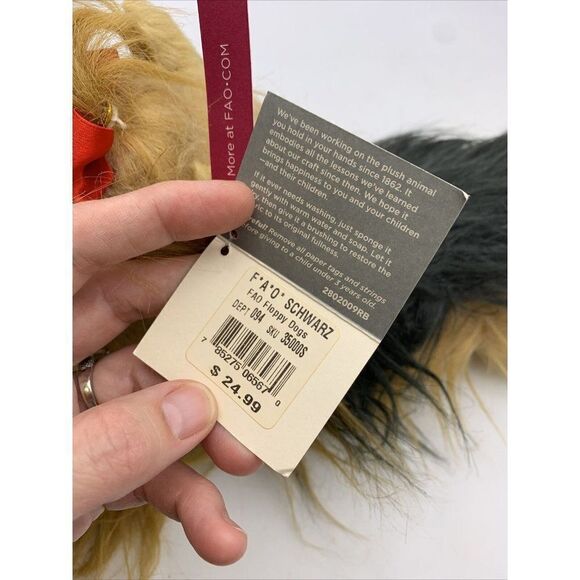 More at FAO•COM
We've been working on the plush animal
you hold in your hands since 1862. It
embodies all the lessons we've learned
about our craft since then. We hope it
brings happiness to you and your children
—and their children.
If it ever needs washing, just sponge it
gently with warm water and soap. Let it
then give it a brushing to restore the
to its original fulness.
Remove all paper tags and strings
before giving to a child under 3 years old.
2802009RB
F*A*O* SCHWARZ
FAO Floppy Dogs
DEPT 094 SKU 35000S
7 85275 06567 0
$ 24.99